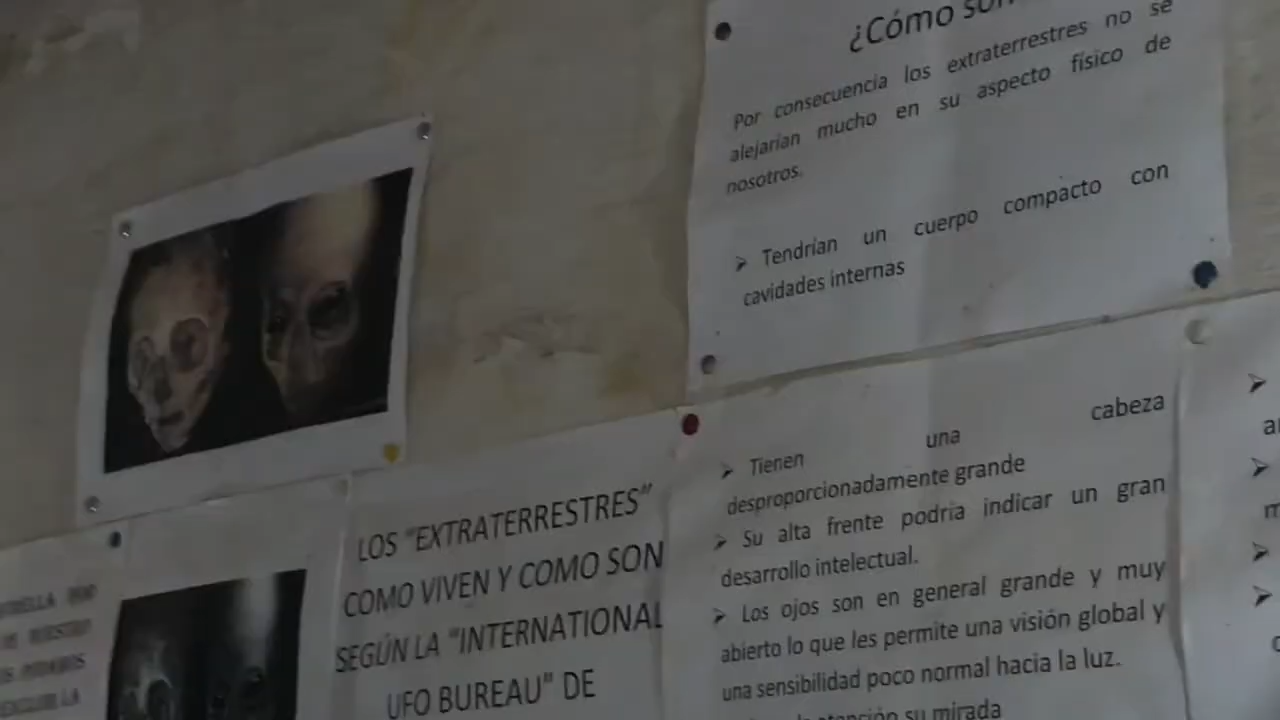 ¿Cómo son
Por consecuencia los extraterrestres no se
alejarían mucho en su aspecto físico de
nosotros.
➤ Tendrían un cuerpo compacto con
cavidades internas
LOS "EXTRATERRESTRES"
COMO VIVEN Y COMO SON
SEGÚN LA "INTERNATIONAL
UFO BUREAU" DE
➤ Tienen una cabeza
desproporcionadamente grande
➤ Su alta frente podría indicar un gran
desarrollo intelectual.
➤ Los ojos son en general grande y muy
abierto lo que les permite una visión global y
una sensibilidad poco normal hacia la luz.
su mirada